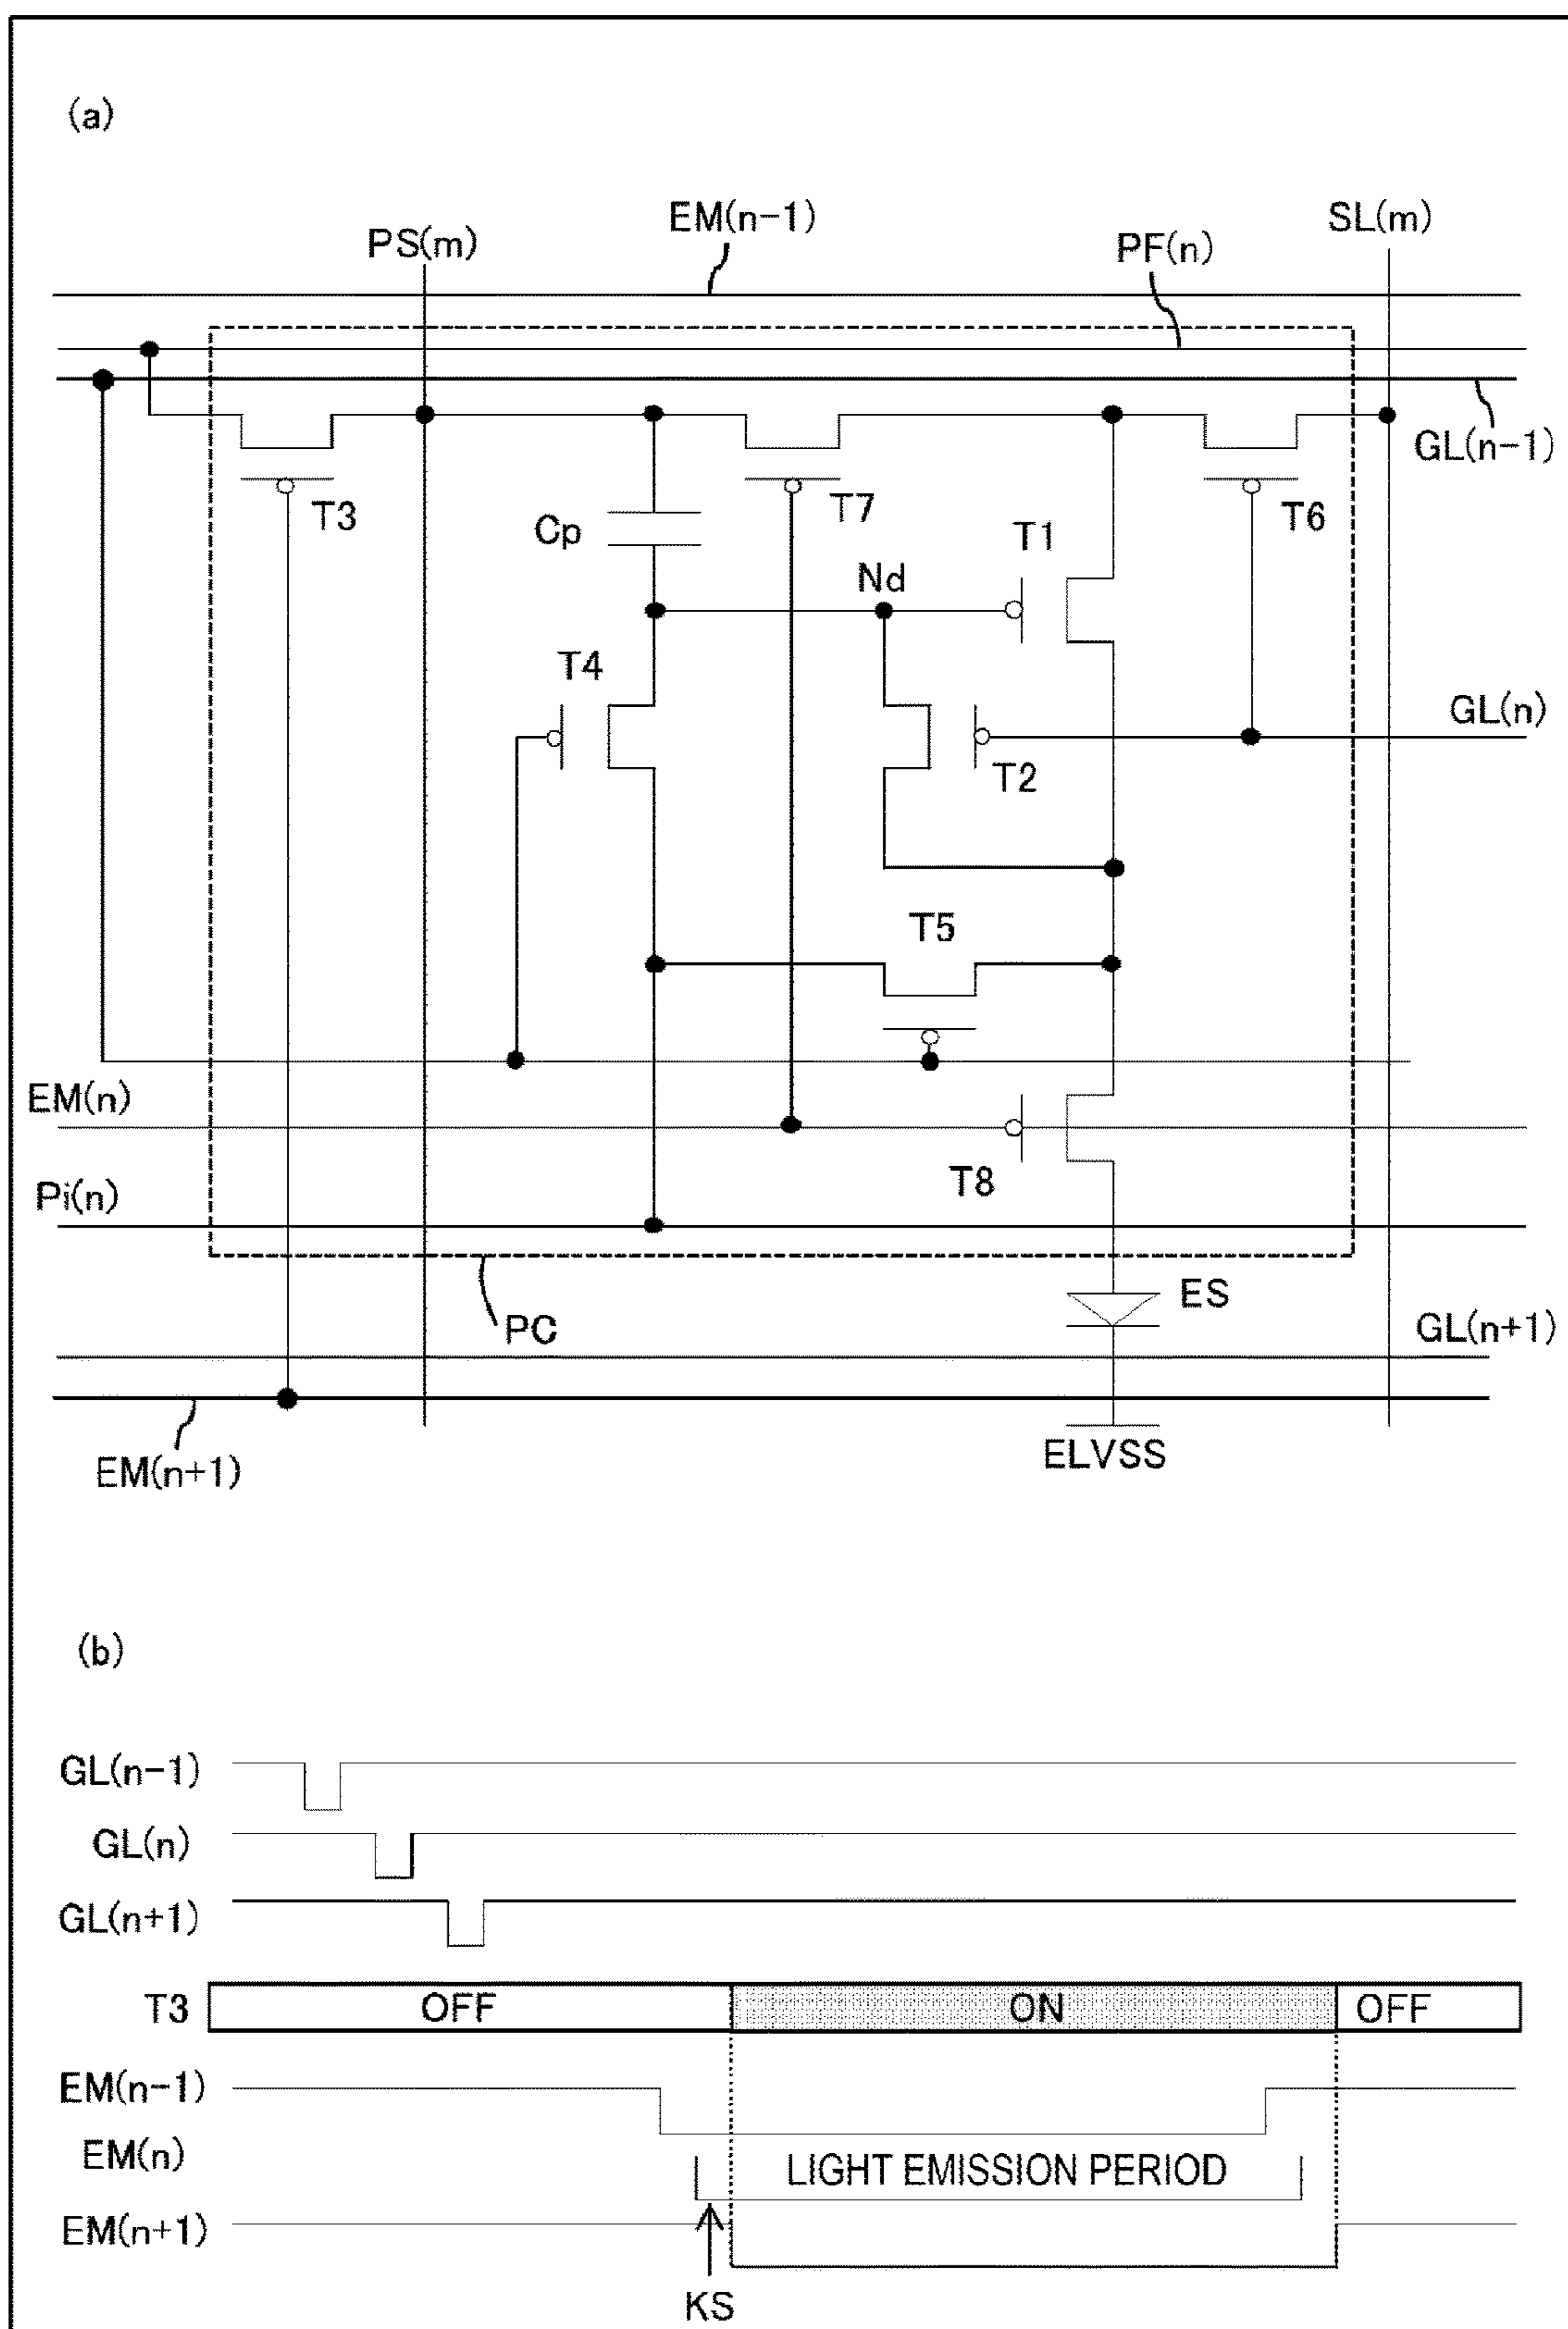 (a)
EM(n-1)
SL(m)
PS(m)
PF(n)
GL(n-1)
T3
T7
T6
Cp
T1
Nd
T4
GL(n)
T2
T5
EM(n)
T8
Pi(n)
ES
PC
GL(n+1)
ELVSS
EM(n+1)
(b)
GL(n-1)
GL(n)
GL(n+1)
T3 OFF ON OFF
EM(n-1)
EM(n) LIGHT EMISSION PERIOD
EM(n+1)
KS